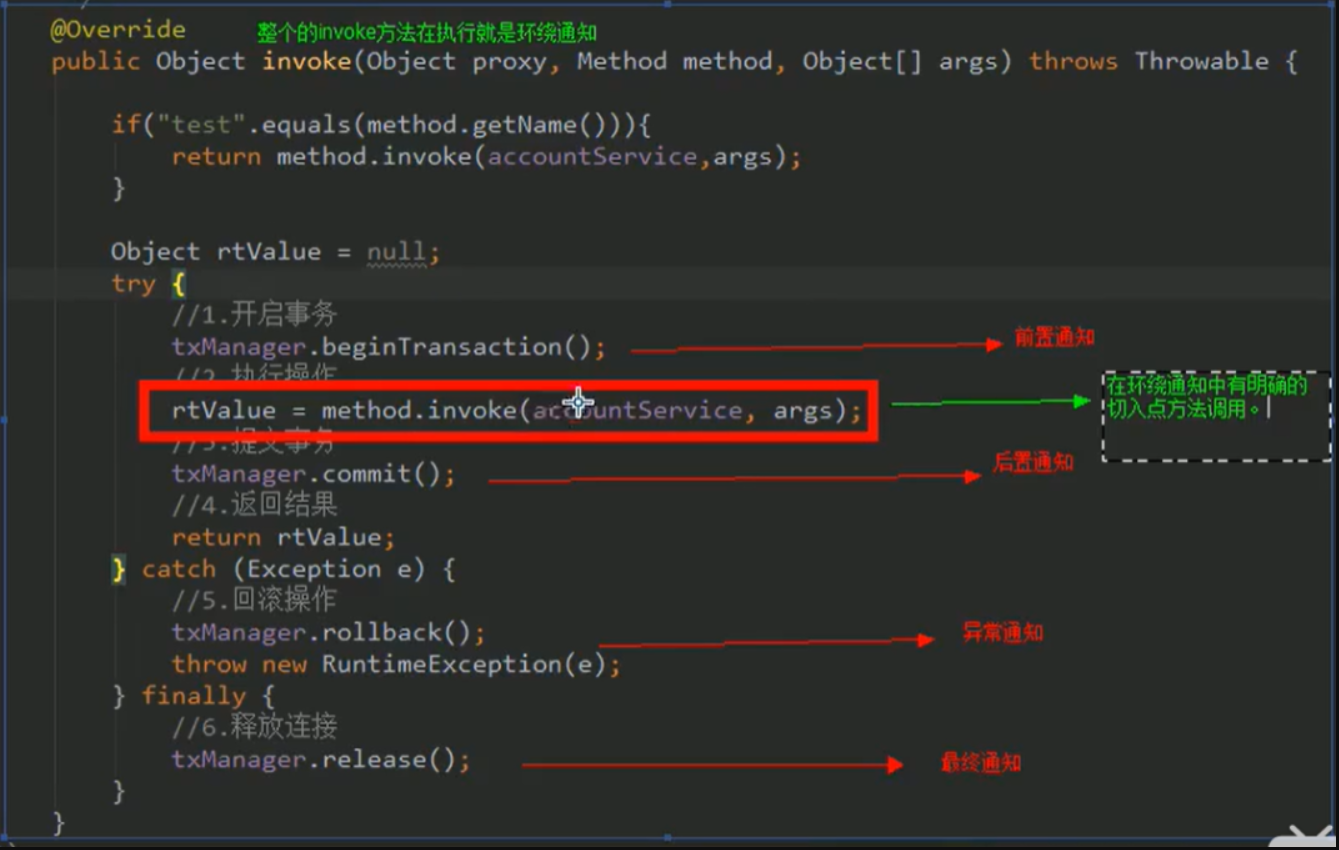 @Override 整个的invoke方法在执行就是环绕通知
public Object invoke(Object proxy, Method method, Object[] args) throws Throwable {
if("test".equals(method.getName())){
return method.invoke(accountService,args);
}
Object rtValue = null;
try {
//1.开启事务
txManager.beginTransaction(); 前置通知
//2.执行操作
在环绕通知中有明确的
rtValue = method.invoke(accountService, args); 切入点方法调用。
//3.提交事务
txManager.commit(); 后置通知
//4.返回结果
return rtValue;
} catch (Exception e) {
//5.回滚操作
txManager.rollback(); 异常通知
throw new RuntimeException(e);
} finally {
//6.释放连接
txManager.release(); 最终通知
}
}